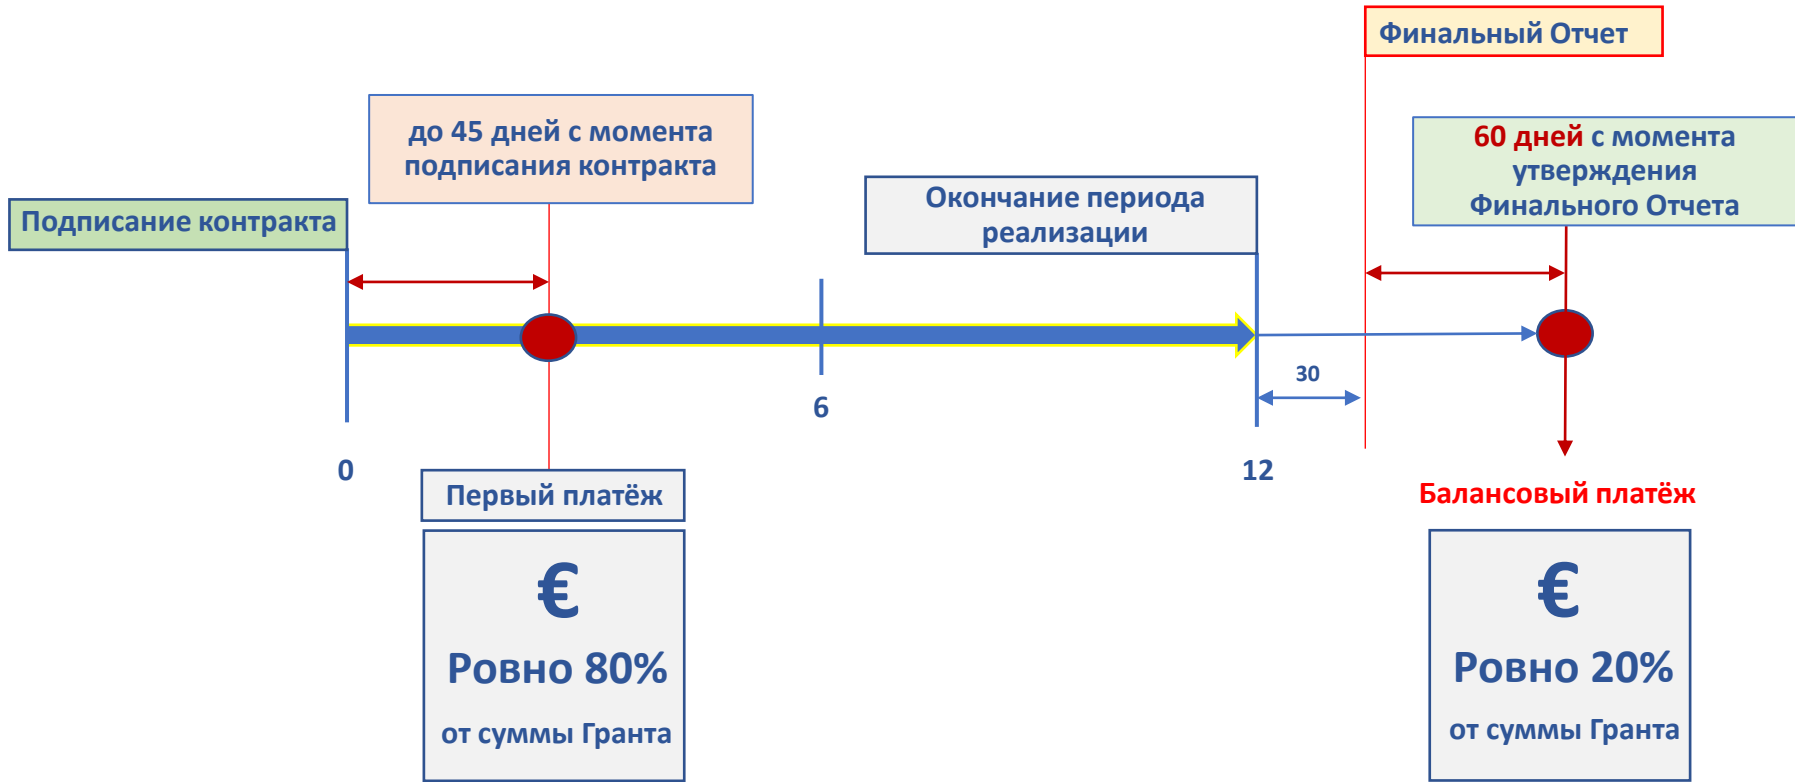 Финальный Отчет
до 45 дней с момента
подписания контракта
60 дней с момента
утверждения
Финального Отчета
Подписание контракта
Окончание периода
реализации
30
6
0
12
Первый платёж
Балансовый платёж
€
Ровно 80%
от суммы Гранта
€
Ровно 20%
от суммы Гранта